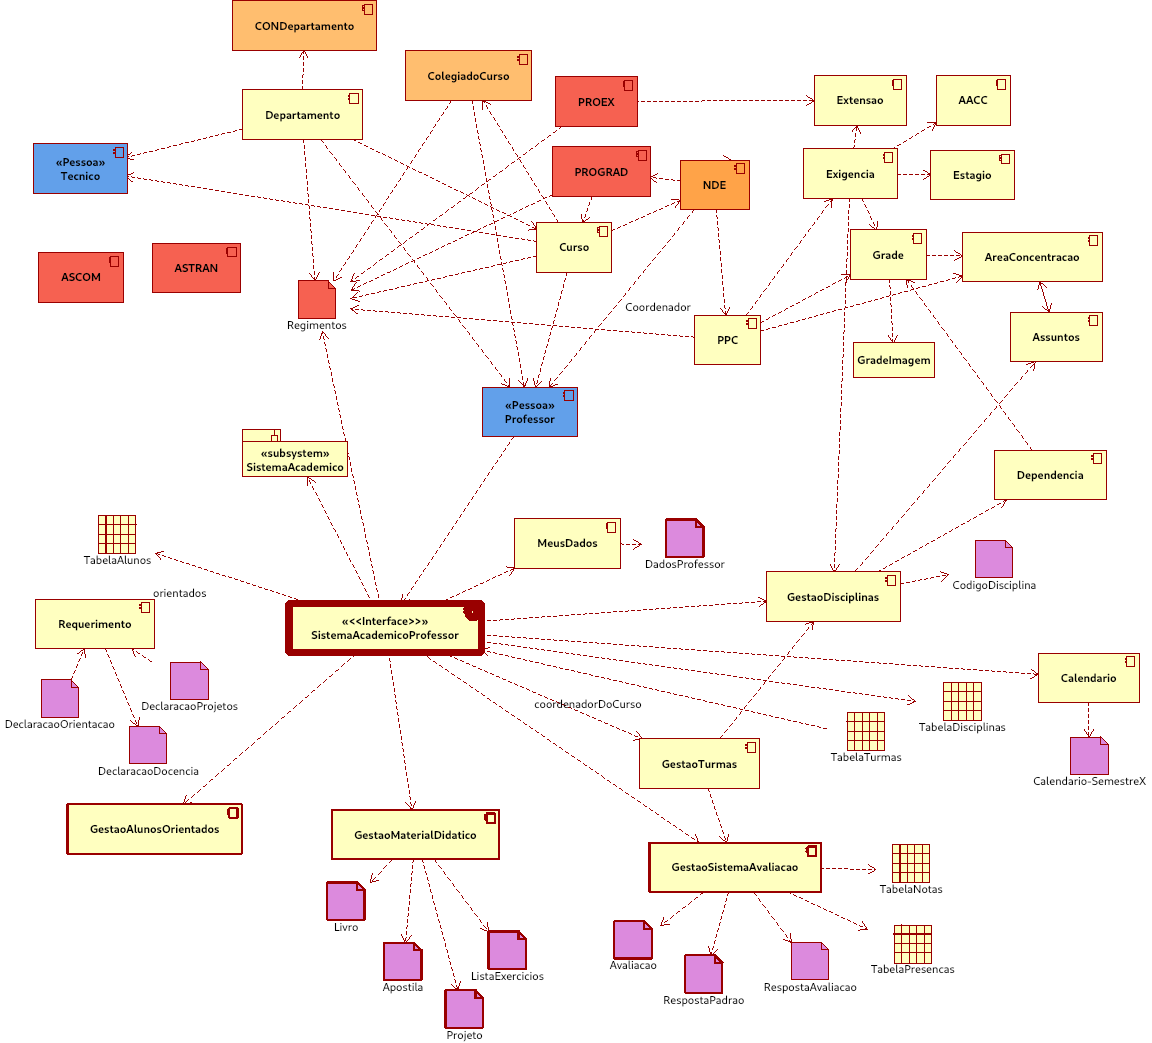 CONDepartamento
ColegiadoCurso
PROEX
Extensao
AACC
Departamento
«Pessoa»
Tecnico
PROGRAD
NDE
Exigencia
Estagio
Curso
Grade
AreaConcentracao
ASCOM
ASTRAN
Regimentos
Coordenador
PPC
Assuntos
GradeImagem
«Pessoa»
Professor
«subsystem»
SistemaAcademico
Dependencia
TabelaAlunos
MeusDados
DadosProfessor
CodigoDisciplina
orientados
GestaoDisciplinas
Requerimento
«<<Interface>>»
SistemaAcademicoProfessor
Calendario
DeclaracaoProjetos
DeclaracaoOrientacao
coordenadorDoCurso
TabelaDisciplinas
DeclaracaoDocencia
TabelaTurmas
GestaoTurmas
Calendario-SemestreX
GestaoAlunosOrientados
GestaoMaterialDidatico
GestaoSistemaAvaliacao
TabelaNotas
Livro
Avaliacao
ListaExercicios
TabelaPresencas
Apostila
RespostaPadrao
RespostaAvaliacao
Projeto